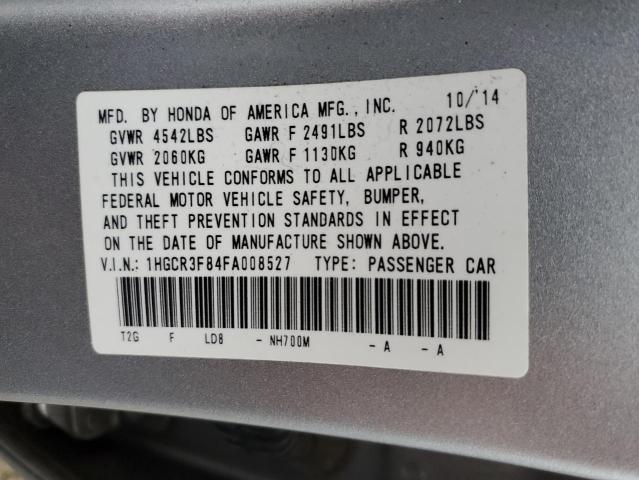 MFD. BY HONDA OF AMERICA MFG., INC. 10/'14
GVWR 4542LBS GAWR F 2491LBS R 2072LBS
GVWR 2060KG GAWR F 1130KG R 940KG
THIS VEHICLE CONFORMS TO ALL APPLICABLE
FEDERAL MOTOR VEHICLE SAFETY, BUMPER,
AND THEFT PREVENTION STANDARDS IN EFFECT
ON THE DATE OF MANUFACTURE SHOWN ABOVE.
V.I.N.: 1HGCR3F84FA008527 TYPE: PASSENGER CAR
T2G F LD8 - NH700M - A - A